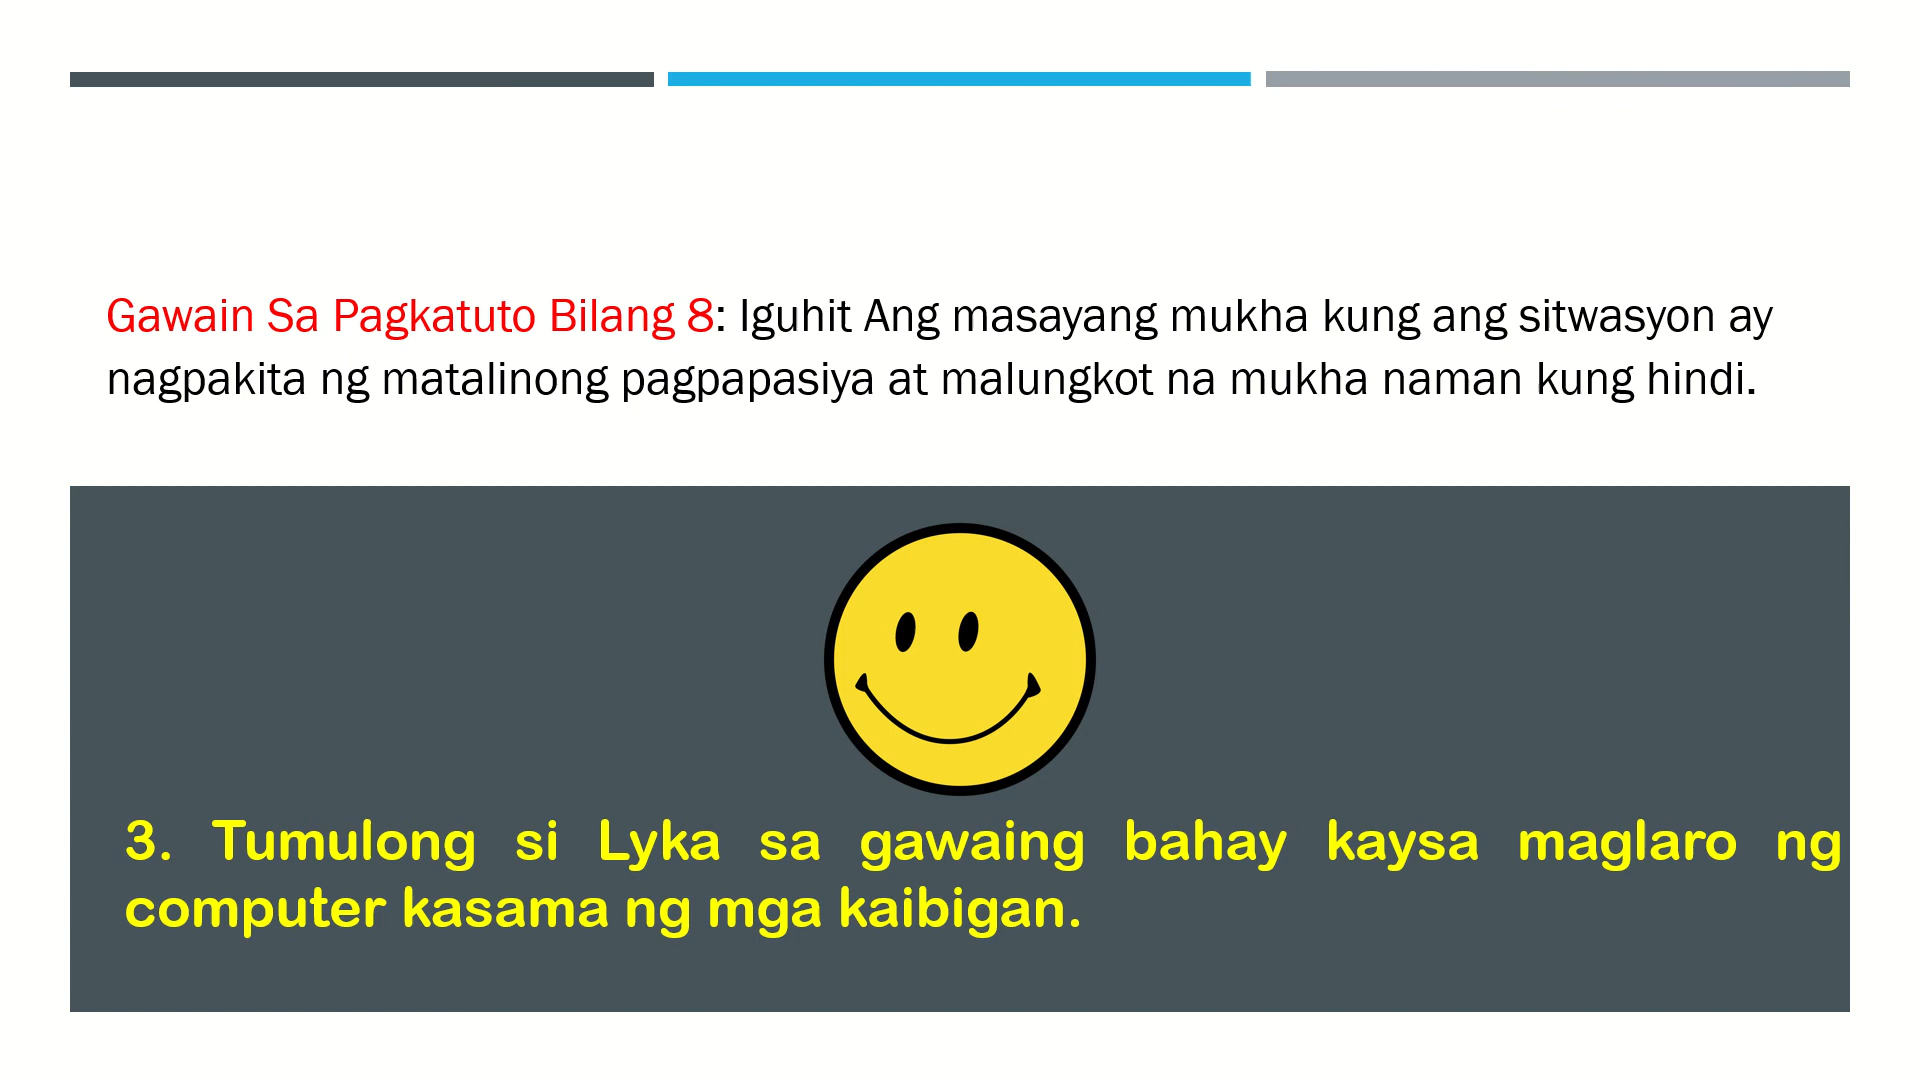 Gawain Sa Pagkatuto Bilang 8: Iguhit Ang masayang mukha kung ang sitwasyon ay
nagpakita ng matalinong pagpapasiya at malungkot na mukha naman kung hindi.
3. Tumulong si Lyka sa gawaing bahay kaysa maglaro ng
computer kasama ng mga kaibigan.